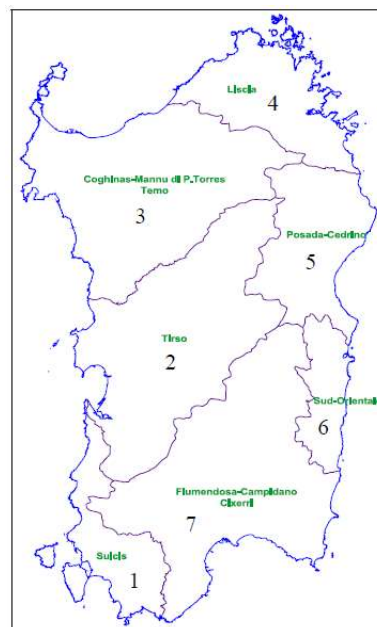 Liscia
4
Coghinas-Mannu di P.Torres
Temo
3
Posada-Cedrino
5
Tirso
2
Sud-Orientale
6
Flumendosa-Campidano
Cixerri
7
Sulcis
1